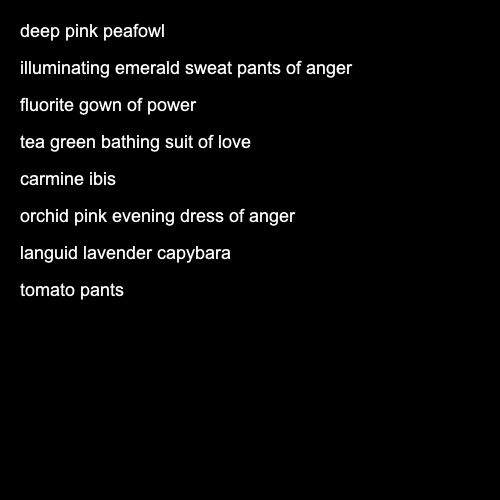 deep pink peafowl
illuminating emerald sweat pants of anger
fluorite gown of power
tea green bathing suit of love
carmine ibis
orchid pink evening dress of anger
languid lavender capybara
tomato pants